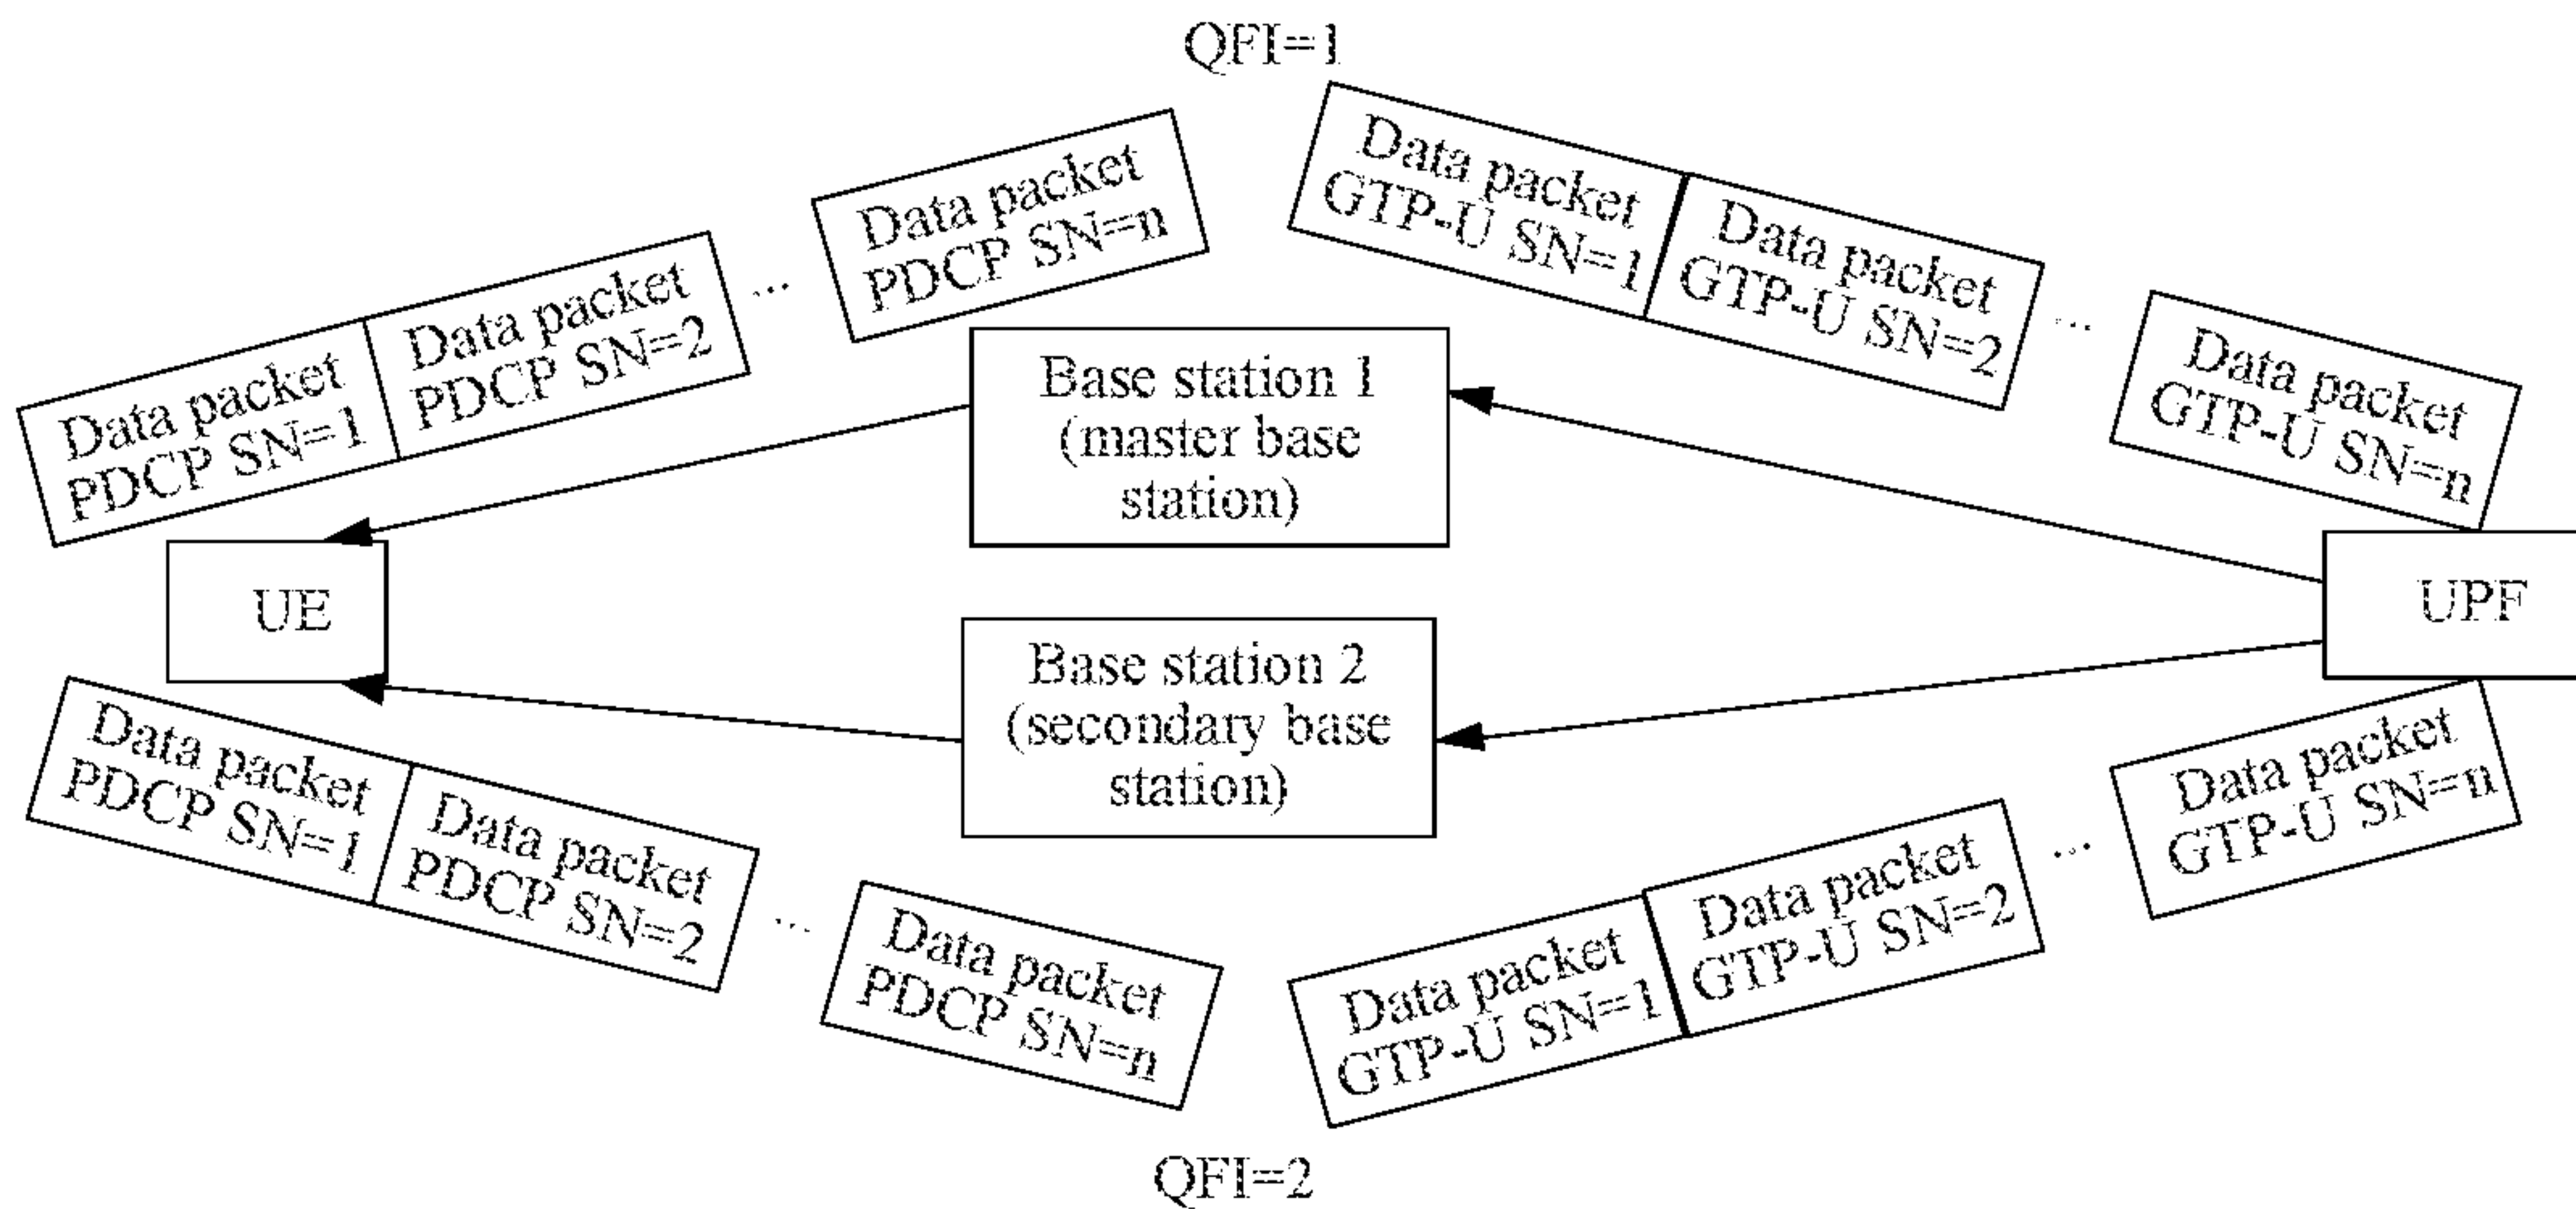 QFI=1
Data packet
PDCP SN=1
Data packet
PDCP SN=2
...
Data packet
PDCP SN=n
Data packet
GTP-U SN=1
Data packet
GTP-U SN=2
...
Data packet
GTP-U SN=n
Base station 1
(master base
station)
UE
UPF
Base station 2
(secondary base
station)
Data packet
PDCP SN=1
Data packet
PDCP SN=2
...
Data packet
PDCP SN=n
Data packet
GTP-U SN=1
Data packet
GTP-U SN=2
...
Data packet
GTP-U SN=n
QFI=2